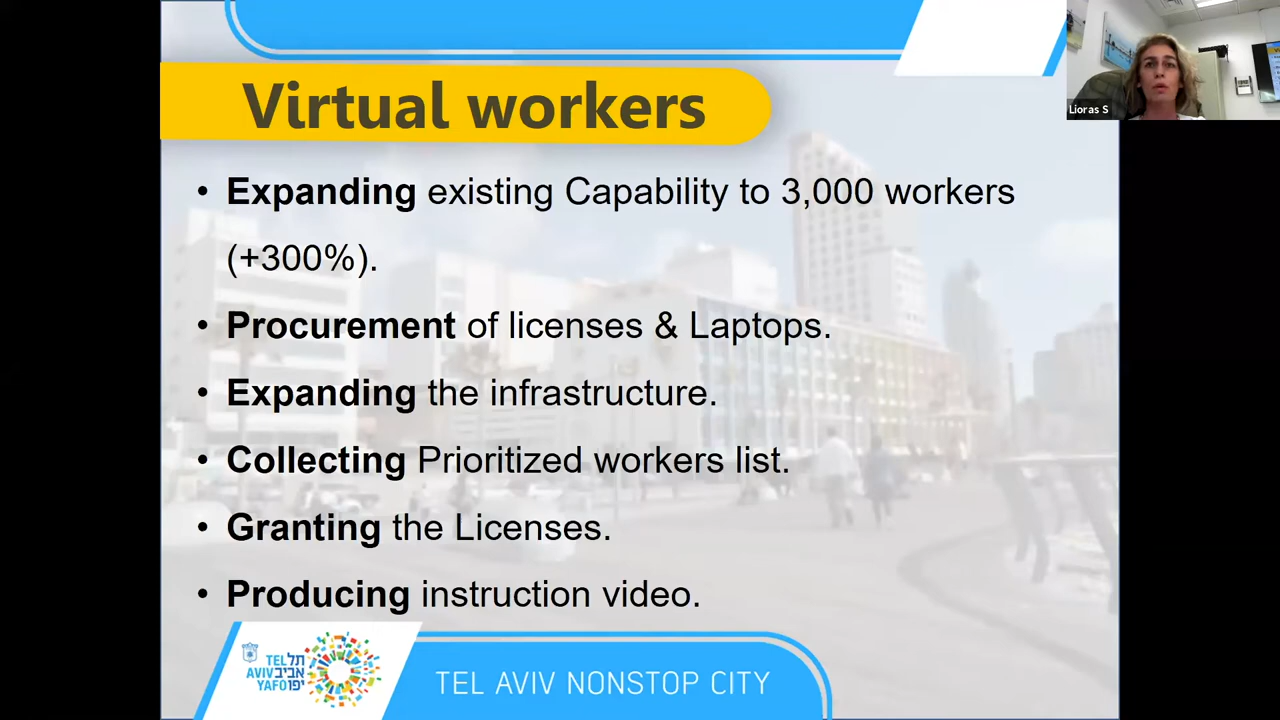 Virtual workers
Lioras S
• Expanding existing Capability to 3,000 workers
(+300%).
• Procurement of licenses & Laptops.
• Expanding the infrastructure.
• Collecting Prioritized workers list.
• Granting the Licenses.
• Producing instruction video.
TEL תל
AVIV אביב
YAFO יפו
TEL AVIV NONSTOP CITY